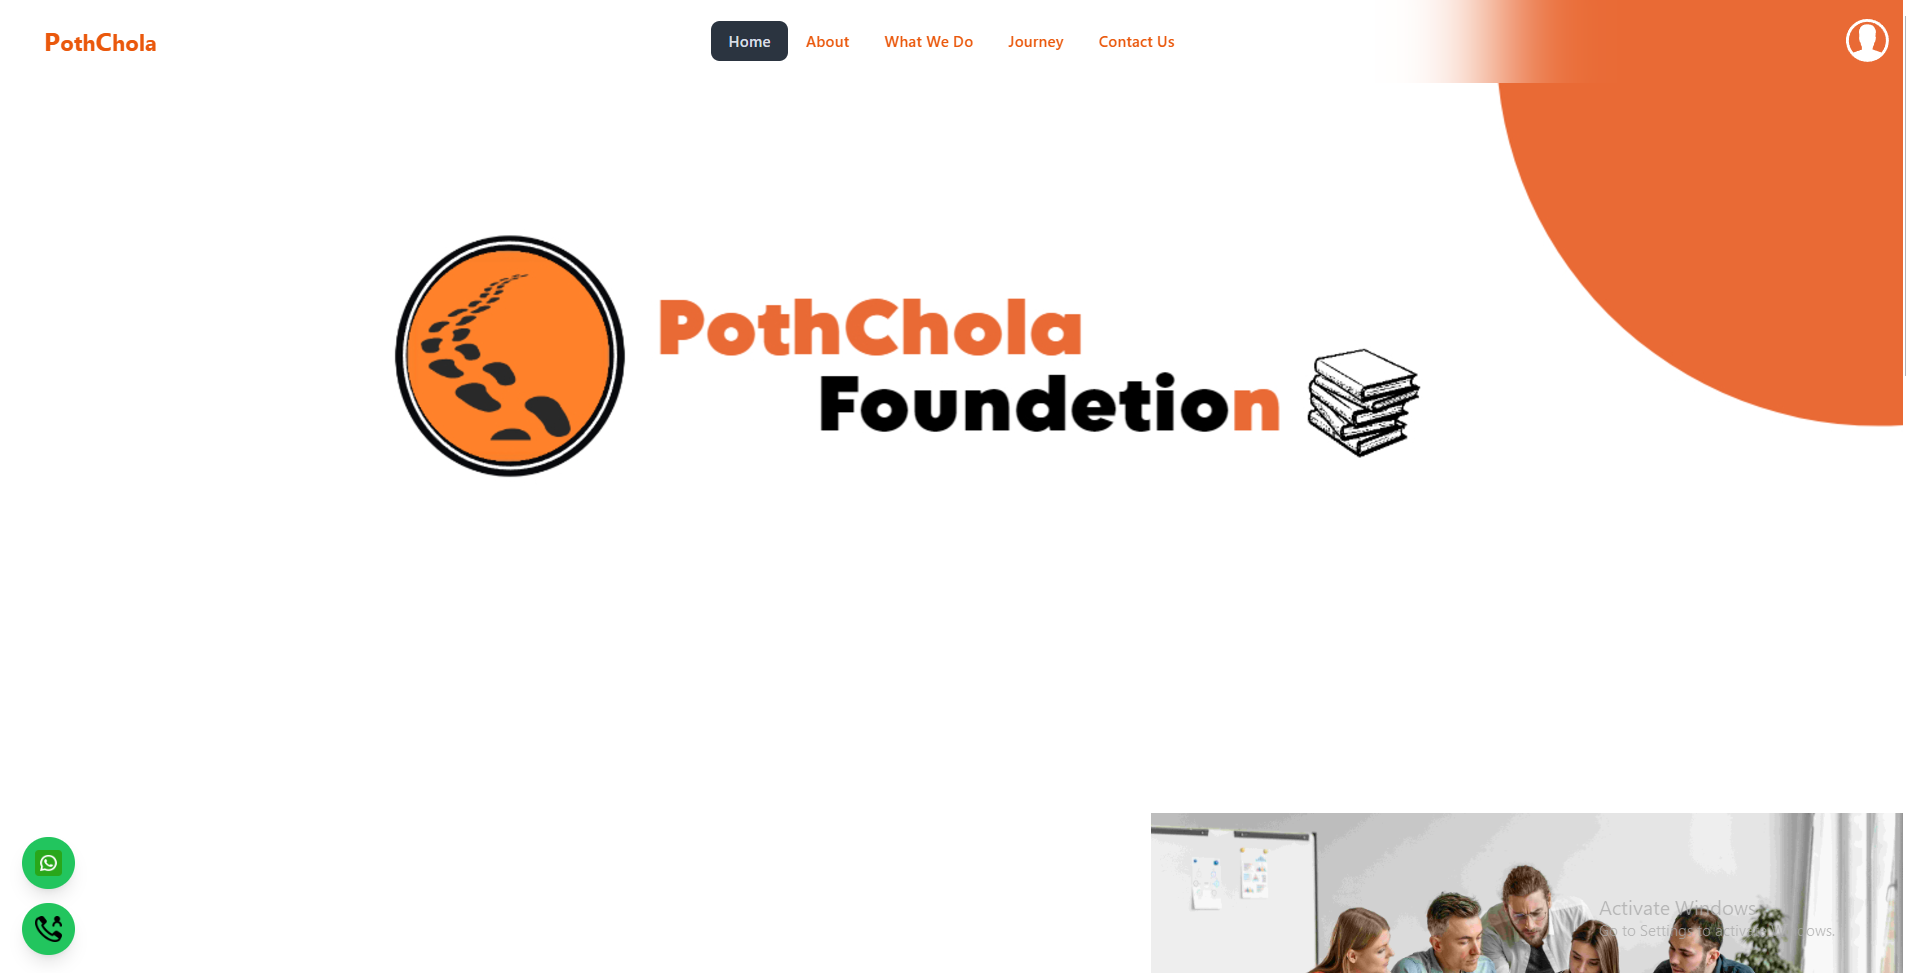 PothChola
Home About What We Do Journey Contact Us
PothChola
Foundetion
Activate Windows
Go to Settings to activate Windows.